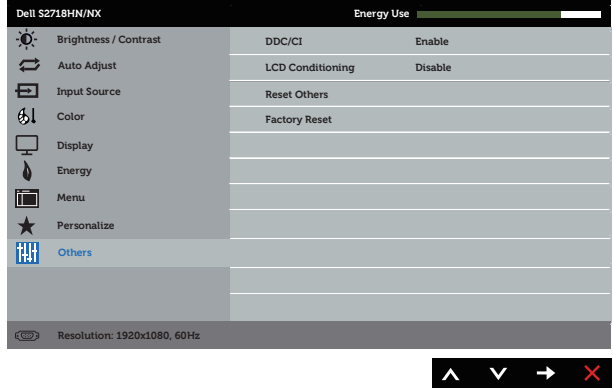 Dell S2718HN/NX Energy Use
Brightness / Contrast DDC/CI Enable
Auto Adjust LCD Conditioning Disable
Input Source Reset Others
Color Factory Reset
Display
Energy
Menu
Personalize
Others
Resolution: 1920x1080, 60Hz